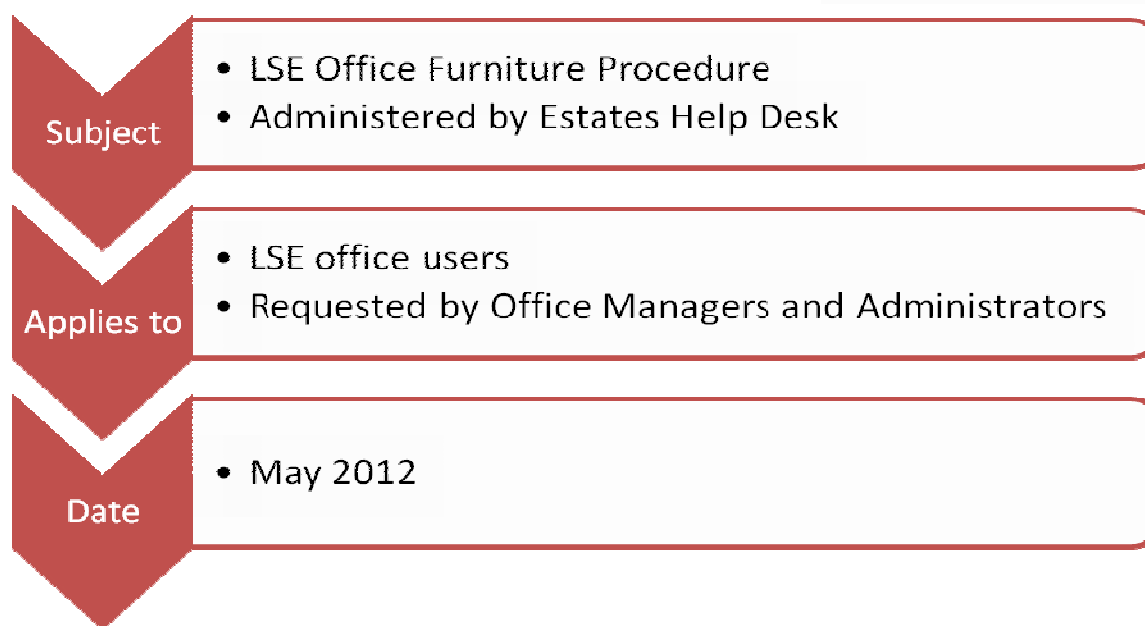 Subject
• LSE Office Furniture Procedure
• Administered by Estates Help Desk
Applies to
• LSE office users
• Requested by Office Managers and Administrators
Date
• May 2012